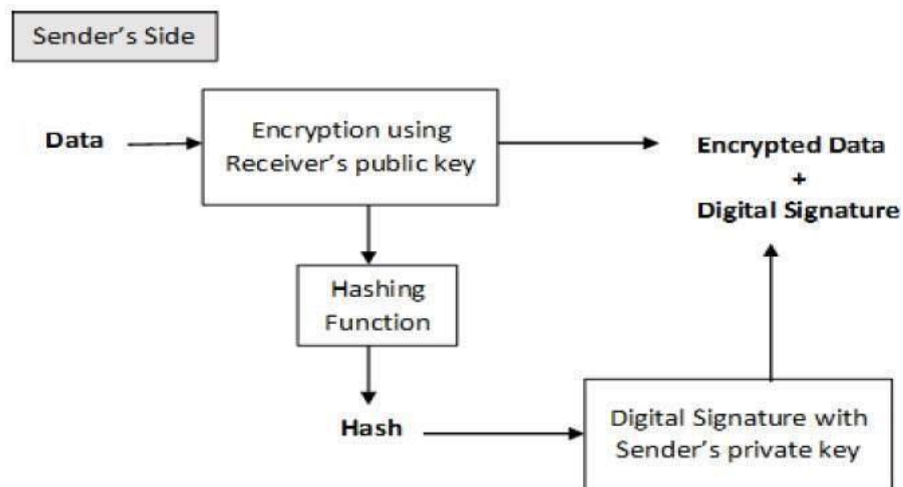 Sender’s Side
Data
Encryption using
Receiver’s public key
Encrypted Data
+
Digital Signature
Hashing
Function
Hash
Digital Signature with
Sender’s private key